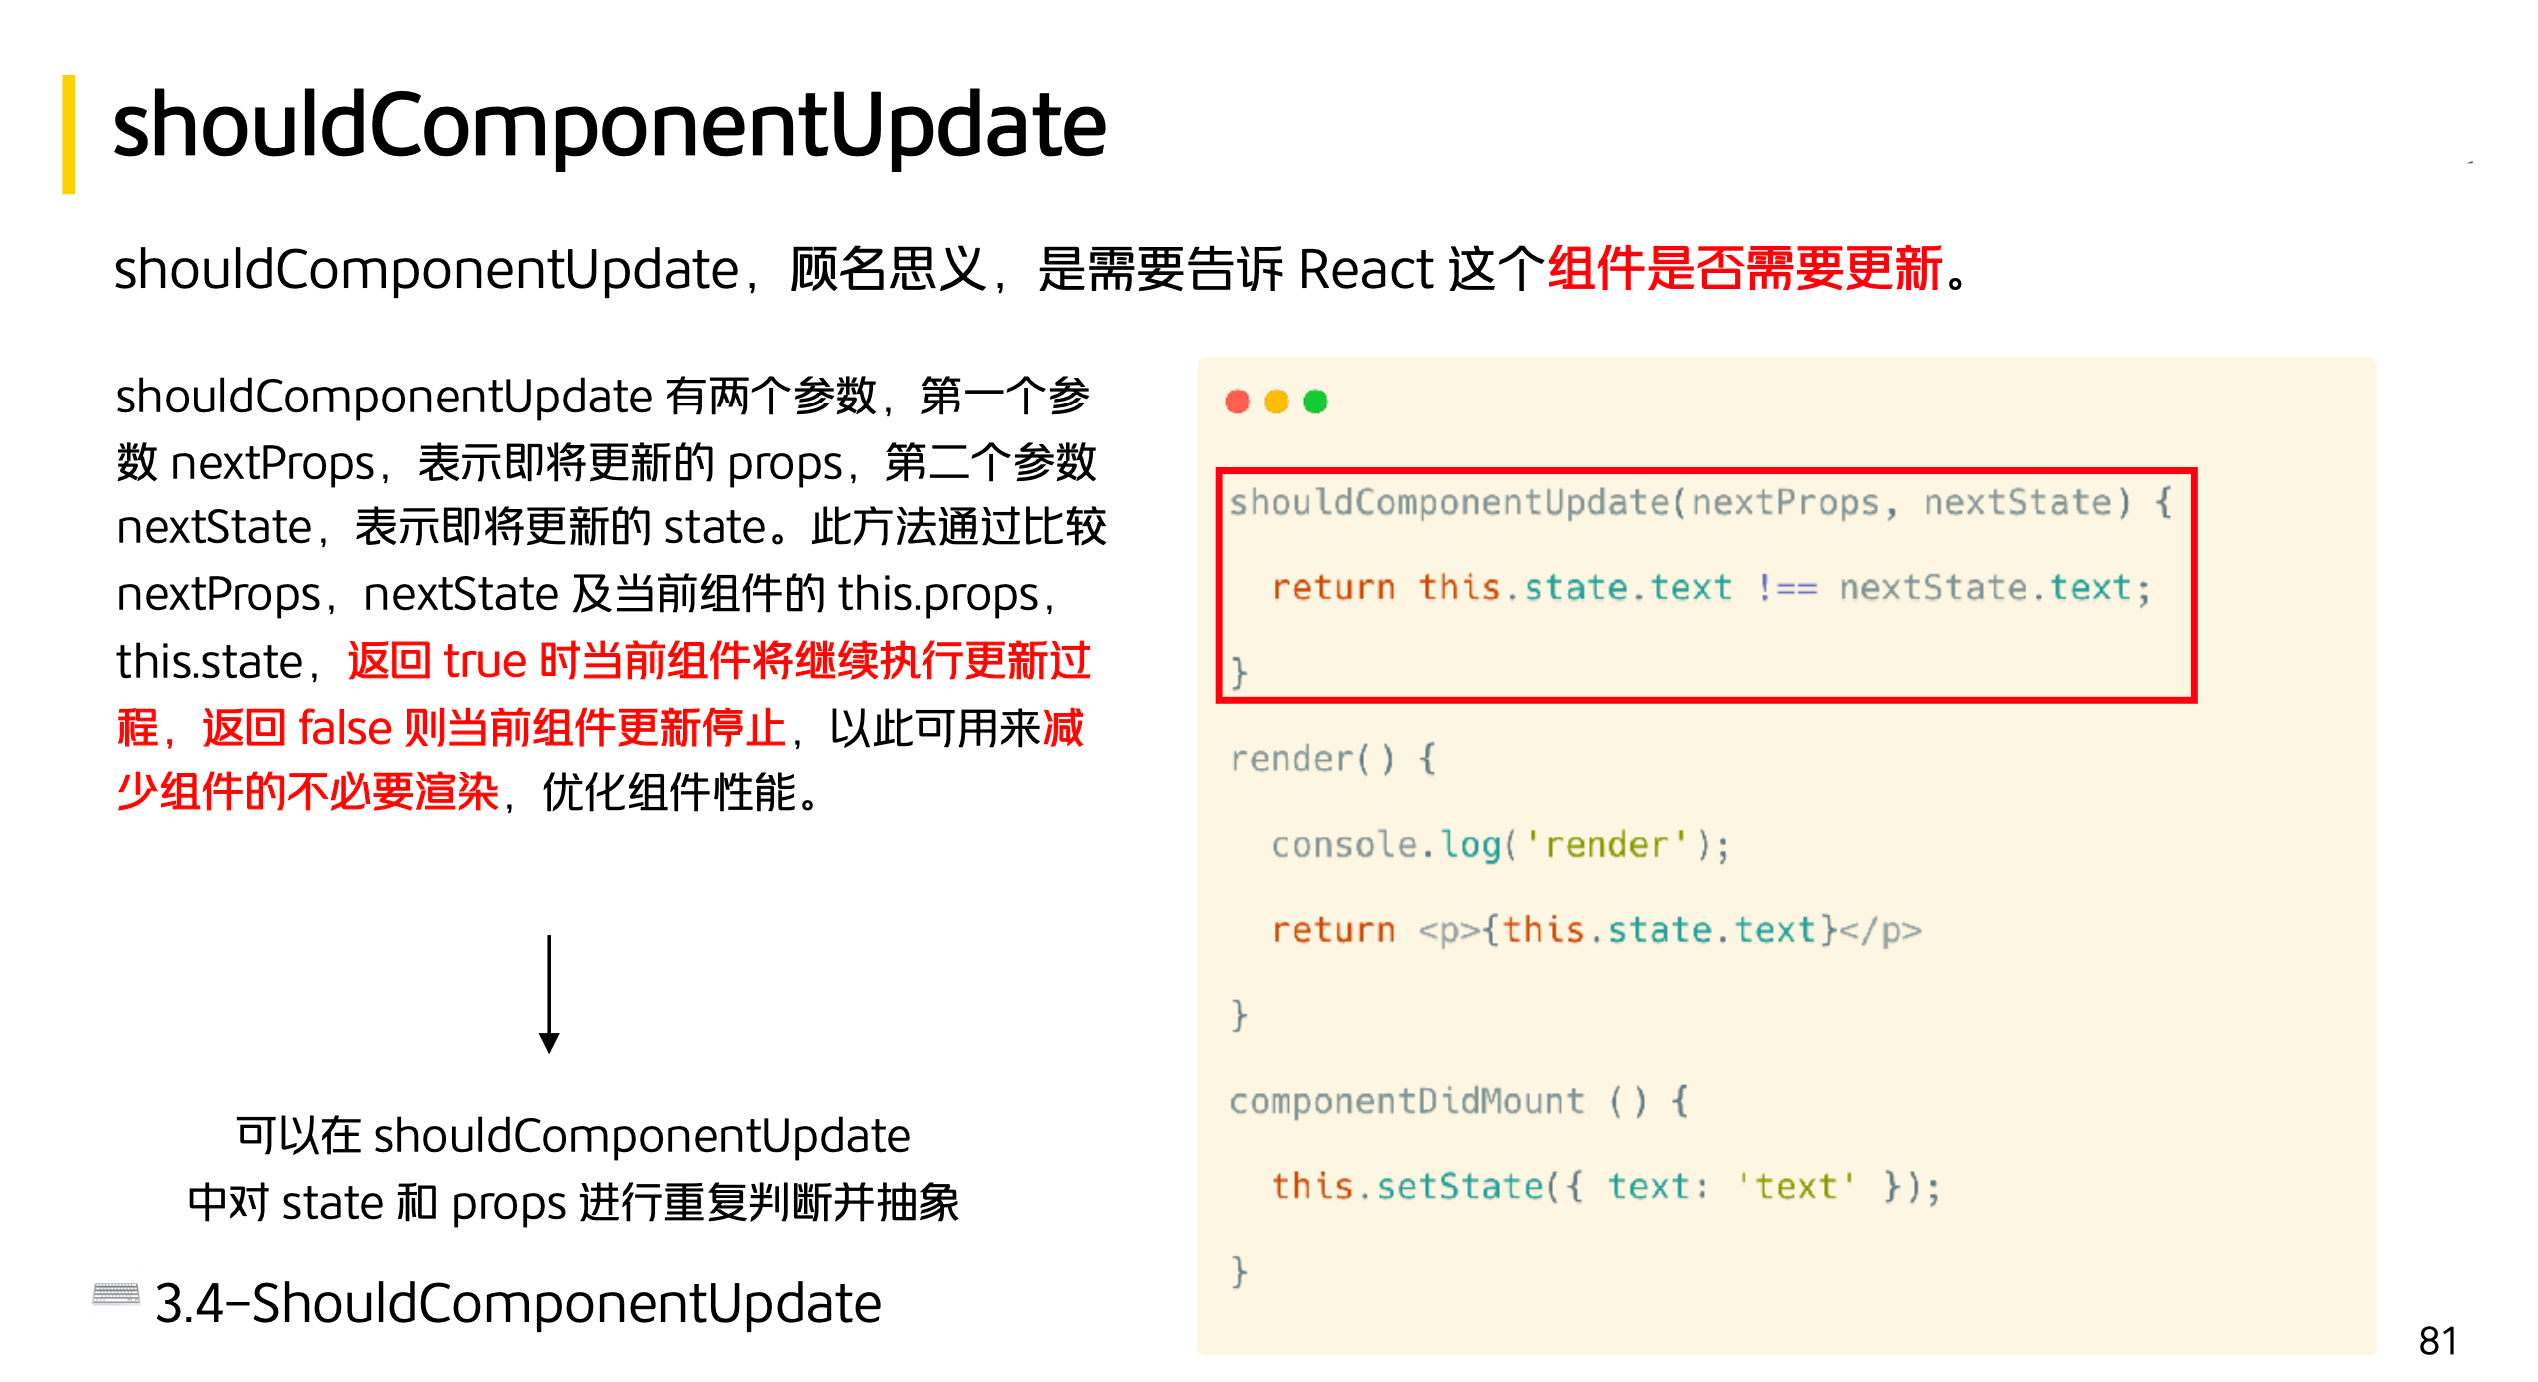 shouldComponentUpdate
shouldComponentUpdate，顾名思义，是需要告诉 React 这个组件是否需要更新。
shouldComponentUpdate 有两个参数，第一个参
数 nextProps，表示即将更新的 props，第二个参数
nextState，表示即将更新的 state。此方法通过比较
nextProps，nextState 及当前组件的 this.props，
this.state，返回 true 时当前组件将继续执行更新过
程，返回 false 则当前组件更新停止，以此可用来减
少组件的不必要渲染，优化组件性能。
可以在 shouldComponentUpdate
中对 state 和 props 进行重复判断并抽象
3.4-ShouldComponentUpdate
shouldComponentUpdate(nextProps, nextState) {
  return this.state.text !== nextState.text;
}
render() {
  console.log('render');
  return <p>{this.state.text}</p>
}
componentDidMount () {
  this.setState({ text: 'text' });
}
81